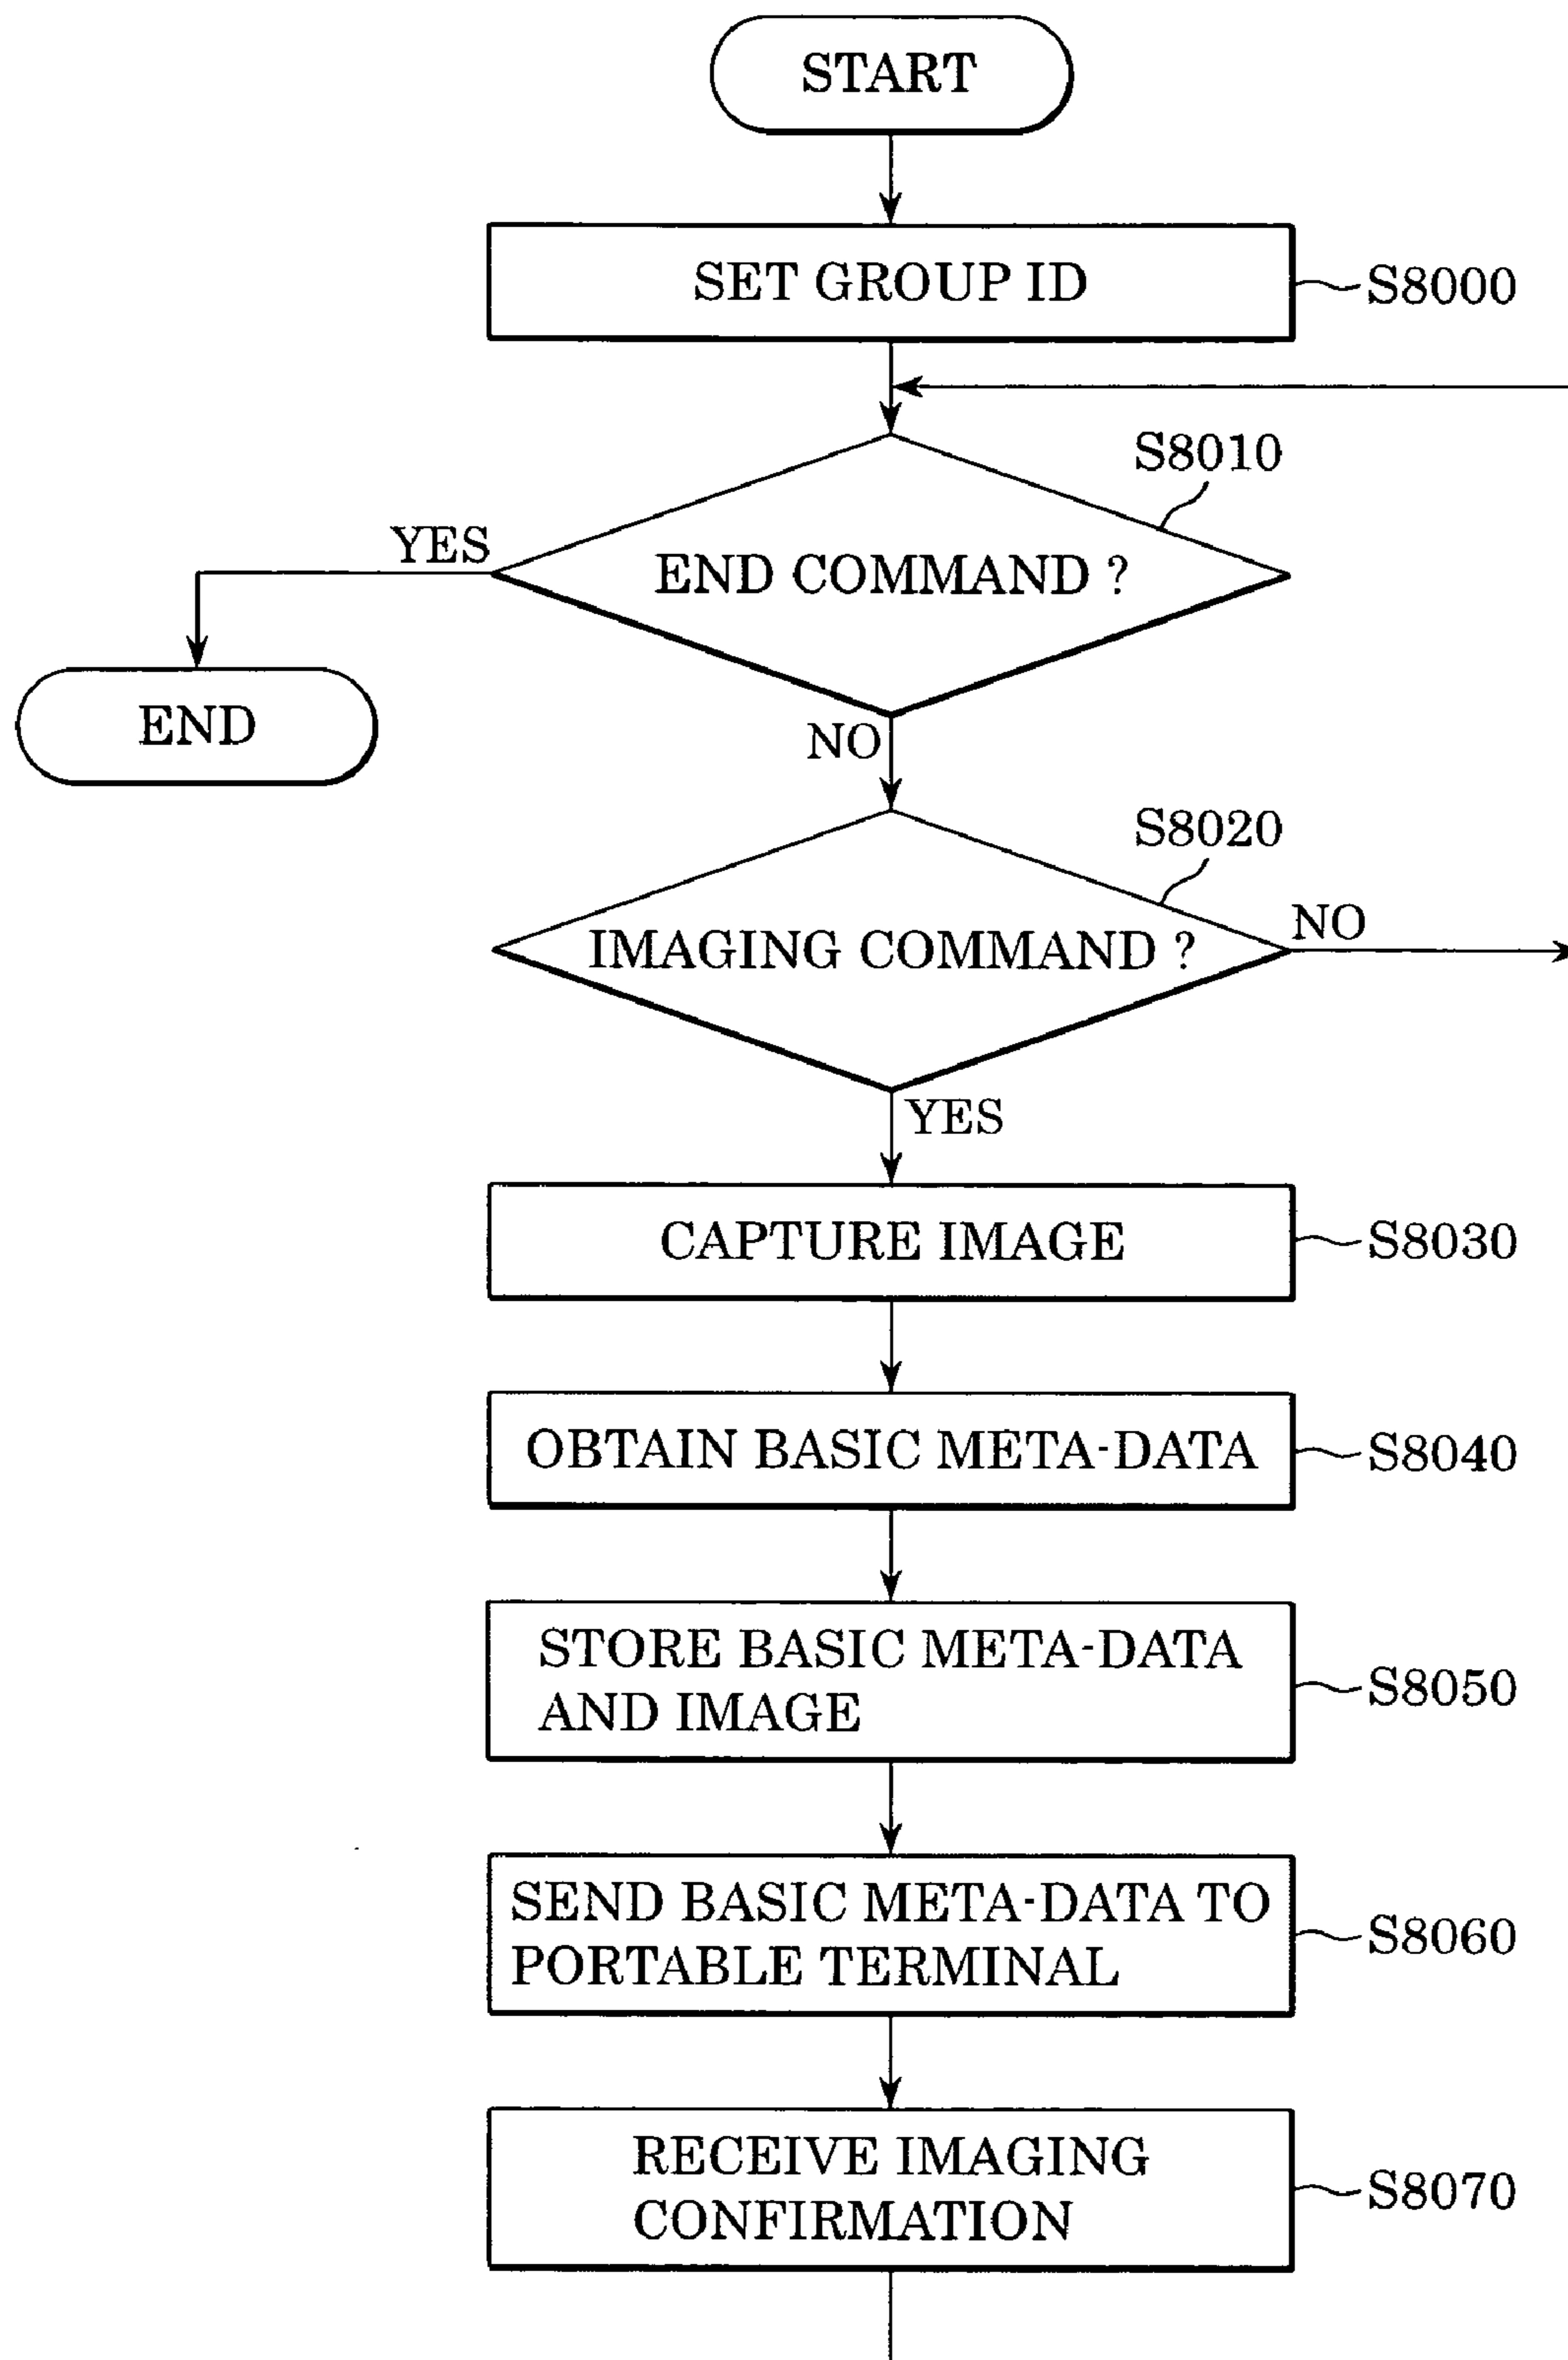 START
SET GROUP ID
S8000
S8010
YES
END COMMAND ?
END
NO
S8020
IMAGING COMMAND ?
NO
YES
CAPTURE IMAGE
S8030
OBTAIN BASIC META-DATA
S8040
STORE BASIC META-DATA
AND IMAGE
S8050
SEND BASIC META-DATA TO
PORTABLE TERMINAL
S8060
RECEIVE IMAGING
CONFIRMATION
S8070